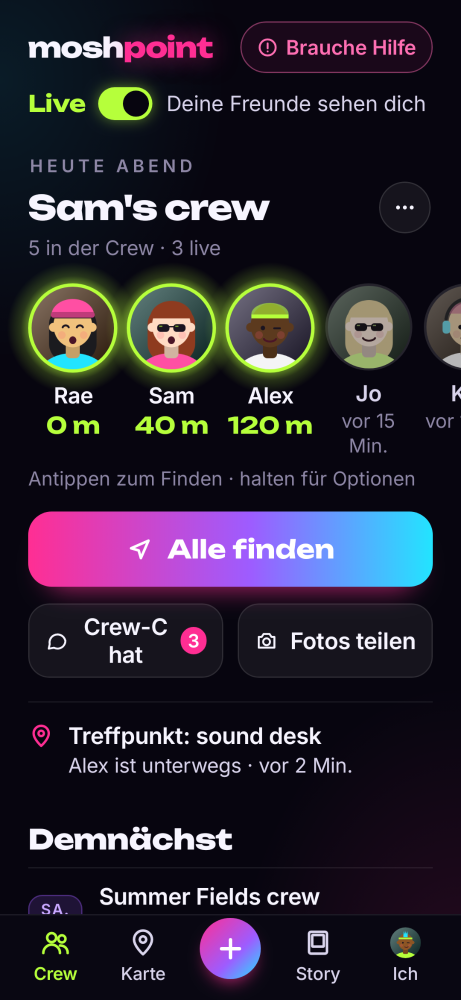 moshpoint
Brauche Hilfe
Live
Deine Freunde sehen dich
HEUTE ABEND
Sam's crew
5 in der Crew · 3 live
Rae
Sam
Alex
Jo
0 m
40 m
120 m
vor 15
Min.
vor
Antippen zum Finden · halten für Optionen
Alle finden
Crew-C
hat
3
Fotos teilen
Treffpunkt: sound desk
Alex ist unterwegs · vor 2 Min.
Demnächst
SA.
Summer Fields crew
Crew
Karte
Story
Ich